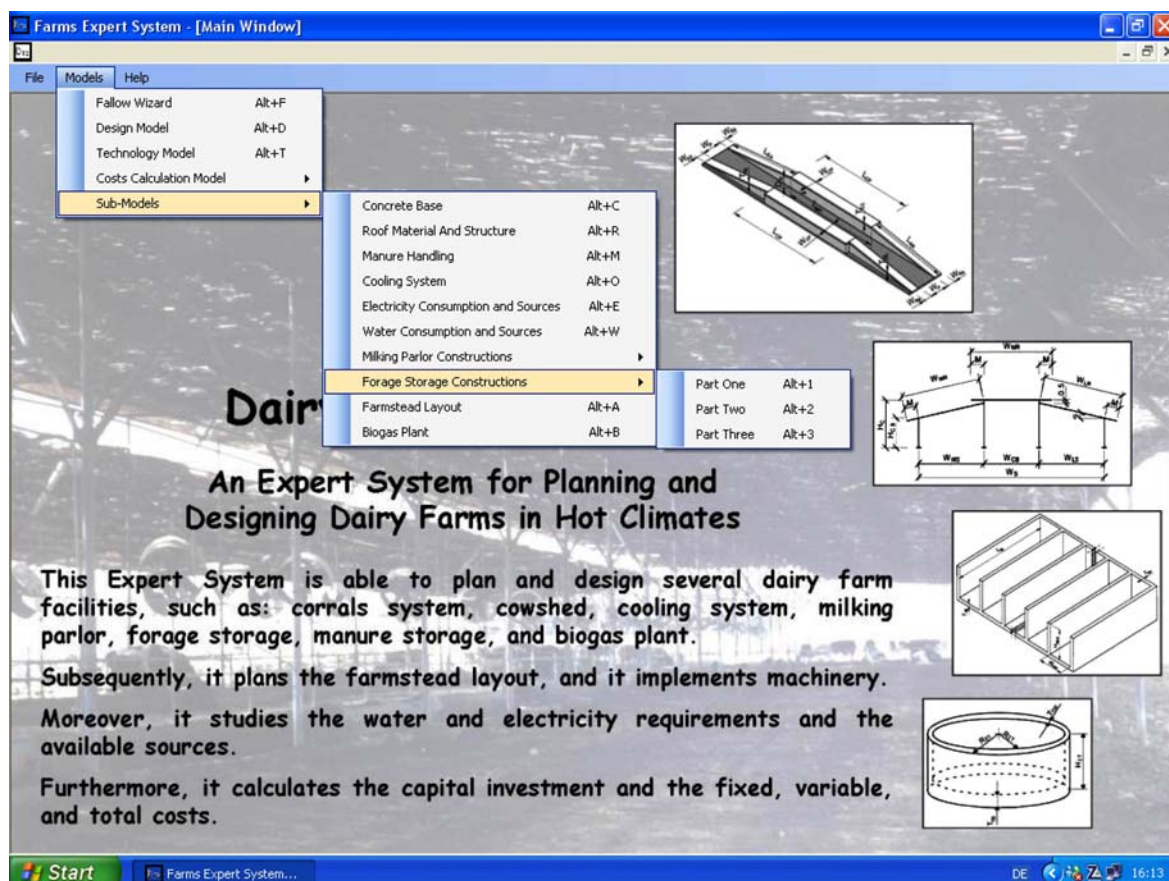 Farms Expert System - [Main Window]
File Models Help
Fallow Wizard Alt+F
Design Model Alt+D
Technology Model Alt+T
Costs Calculation Model
Sub-Models
Concrete Base Alt+C
Roof Material And Structure Alt+R
Manure Handling Alt+M
Cooling System Alt+O
Electricity Consumption and Sources Alt+E
Water Consumption and Sources Alt+W
Milking Parlor Constructions
Forage Storage Constructions
Farmstead Layout Alt+A
Biogas Plant Alt+B
Part One Alt+1
Part Two Alt+2
Part Three Alt+3
Dair
An Expert System for Planning and
Designing Dairy Farms in Hot Climates
This Expert System is able to plan and design several dairy farm
facilities, such as: corrals system, cowshed, cooling system, milking
parlor, forage storage, manure storage, and biogas plant.
Subsequently, it plans the farmstead layout, and it implements machinery.
Moreover, it studies the water and electricity requirements and the
available sources.
Furthermore, it calculates the capital investment and the fixed, variable,
and total costs.
Start Farms Expert System... DE 16:13